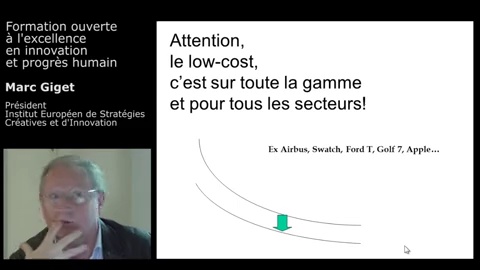 Formation ouverte
à l'excellence
en innovation
et progrès humain
Marc Giget
Président
Institut Européen de Stratégies
Créatives et d'Innovation
Attention,
le low-cost,
c’est sur toute la gamme
et pour tous les secteurs!
Ex Airbus, Swatch, Ford T, Golf 7, Apple…